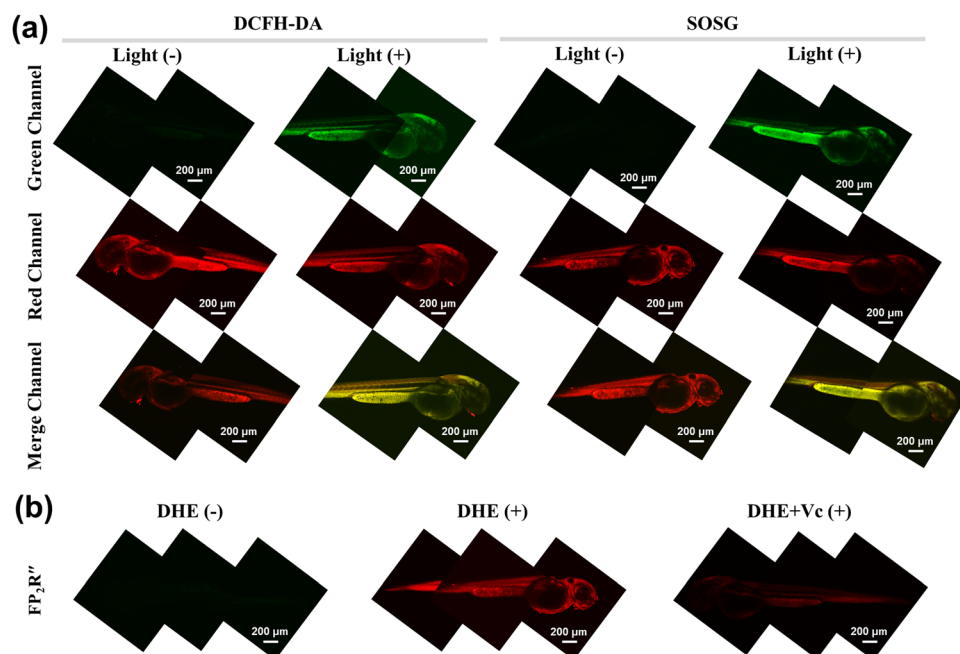 (a)
DCFH-DA SOSG
Light (-) Light (+) Light (-) Light (+)
Green Channel
200 μm 200 μm 200 μm 200 μm
Red Channel
200 μm 200 μm 200 μm 200 μm
Merge Channel
200 μm 200 μm 200 μm 200 μm
(b)
DHE (-) DHE (+) DHE+Vc (+)
FP₂R″
200 μm 200 μm 200 μm